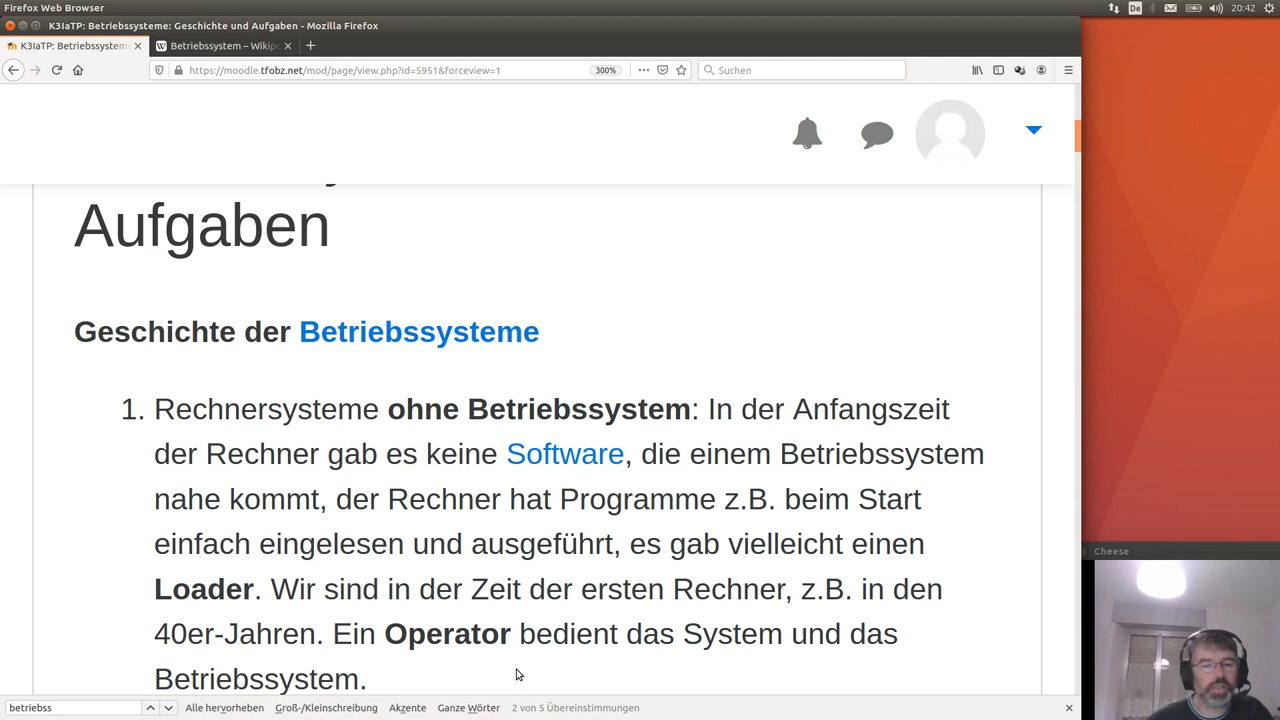 Firefox Web Browser
De
20:42
K3IaTP: Betriebssysteme: Geschichte und Aufgaben - Mozilla Firefox
K3IaTP: Betriebssysteme
Betriebssystem – Wikip
https://moodle.tfobz.net/mod/page/view.php?id=5951&forceview=1
300%
Suchen
Aufgaben
Geschichte der Betriebssysteme
1. Rechnersysteme ohne Betriebssystem: In der Anfangszeit
der Rechner gab es keine Software, die einem Betriebssystem
nahe kommt, der Rechner hat Programme z.B. beim Start
einfach eingelesen und ausgeführt, es gab vielleicht einen
Loader. Wir sind in der Zeit der ersten Rechner, z.B. in den
40er-Jahren. Ein Operator bedient das System und das
Betriebssystem.
Cheese
betriebss
Alle hervorheben
Groß-/Kleinschreibung
Akzente
Ganze Wörter
2 von 5 Übereinstimmungen